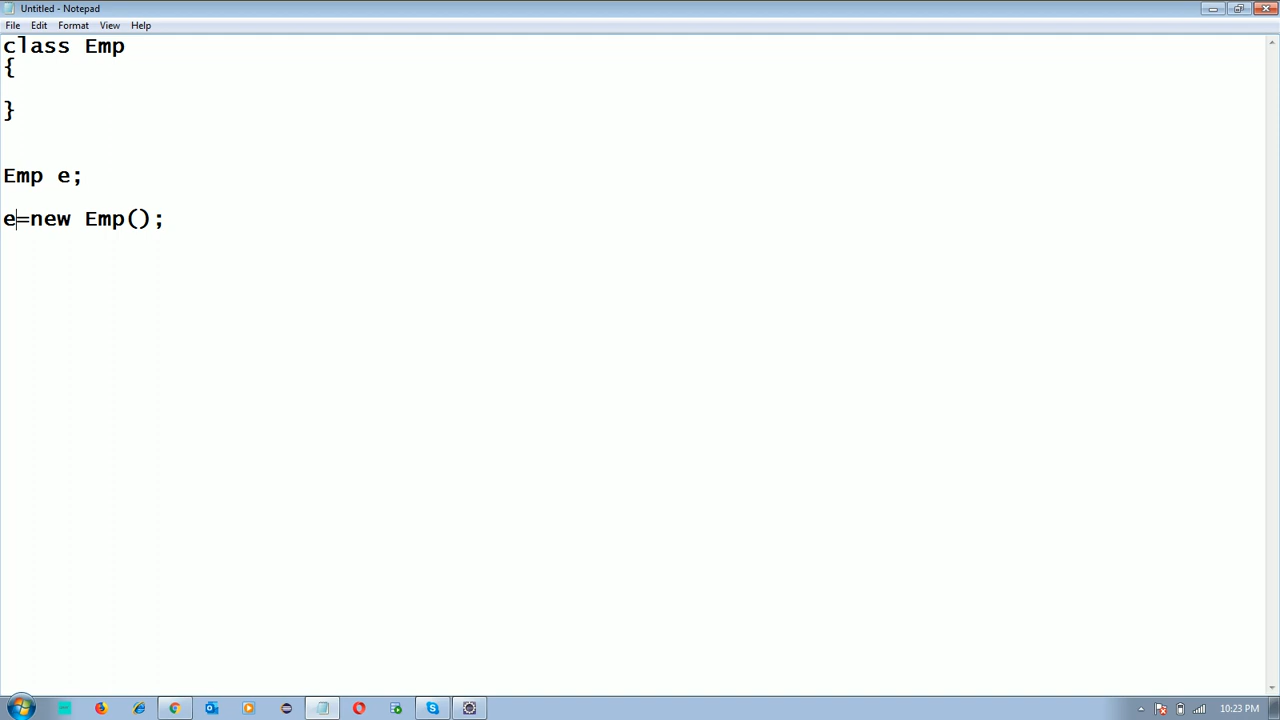 Untitled - Notepad
File Edit Format View Help
class Emp
{
}
Emp e;
e=new Emp();
10:23 PM